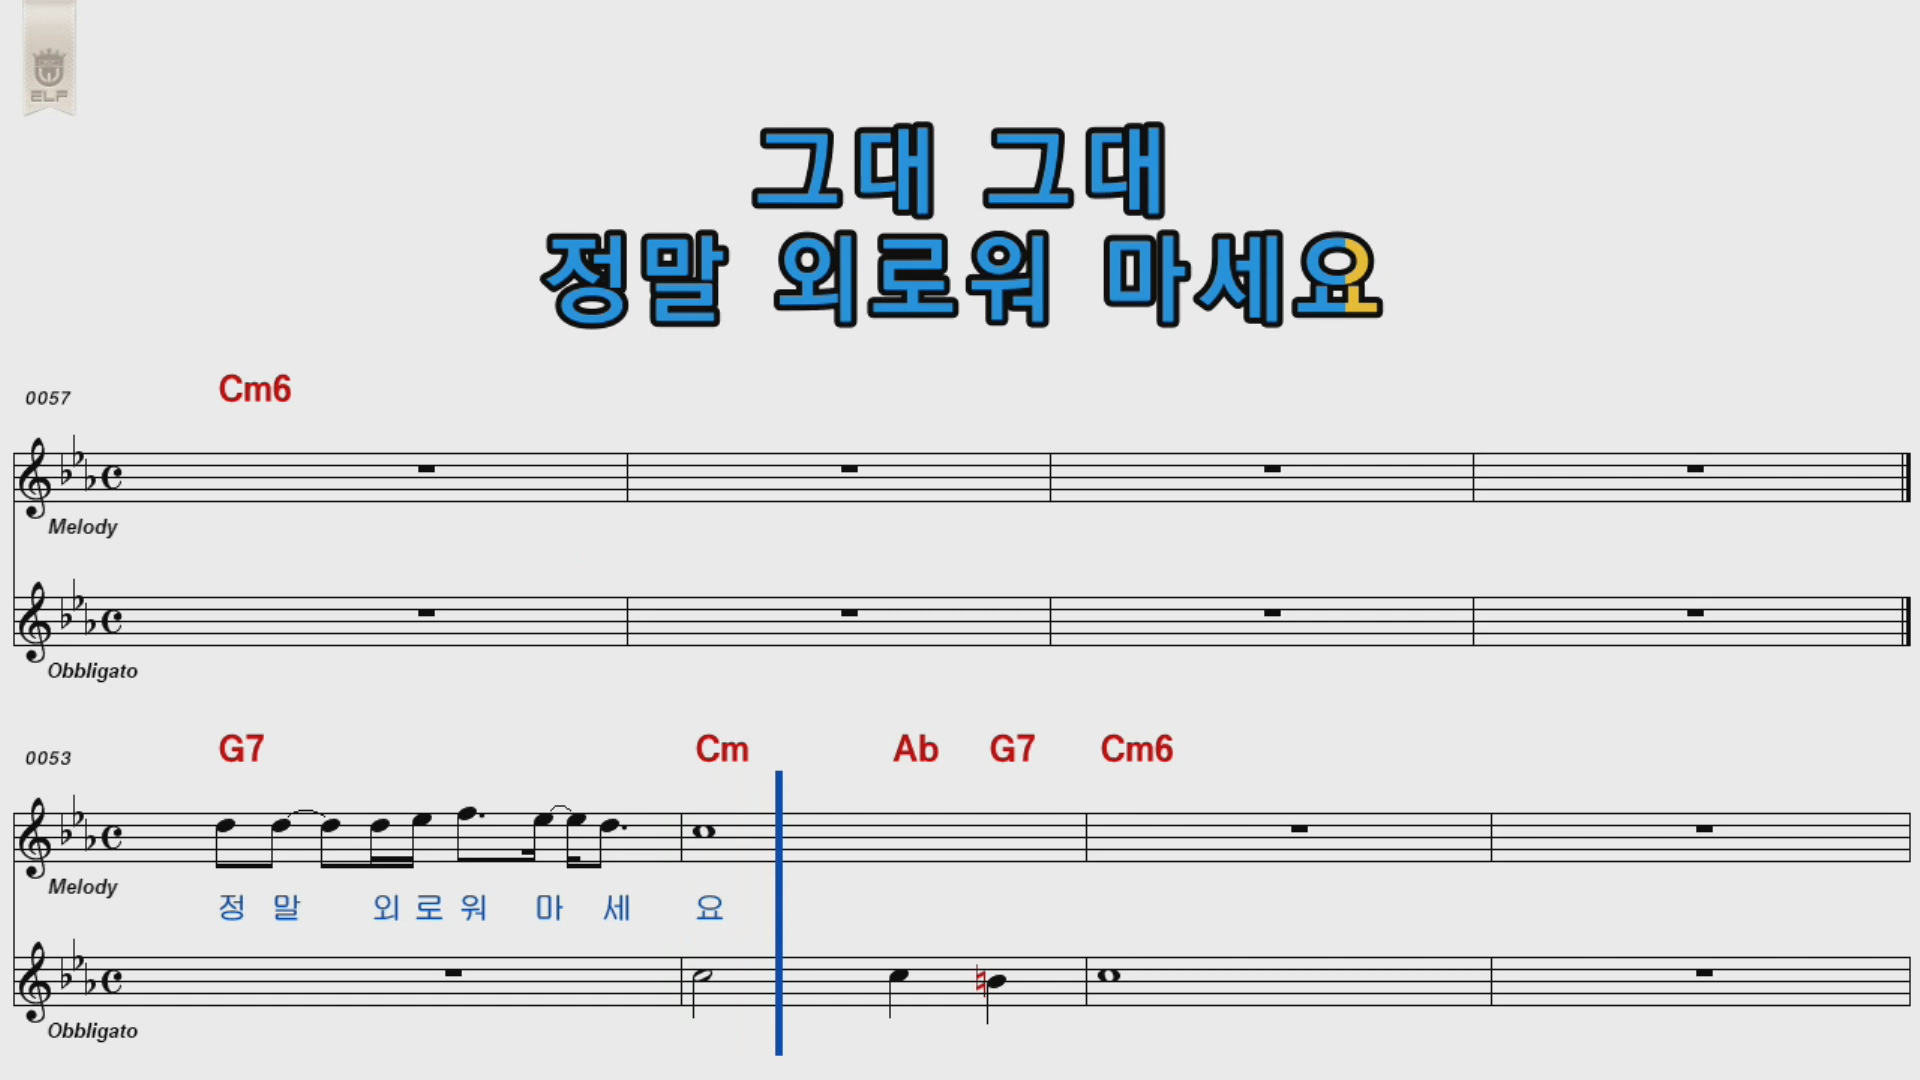 ELF
그대 그대
정말 외로워 마세요
0057 Cm6
Melody
Obbligato
0053 G7 Cm Ab G7 Cm6
Melody
정 말 외 로 워 마 세 요
Obbligato